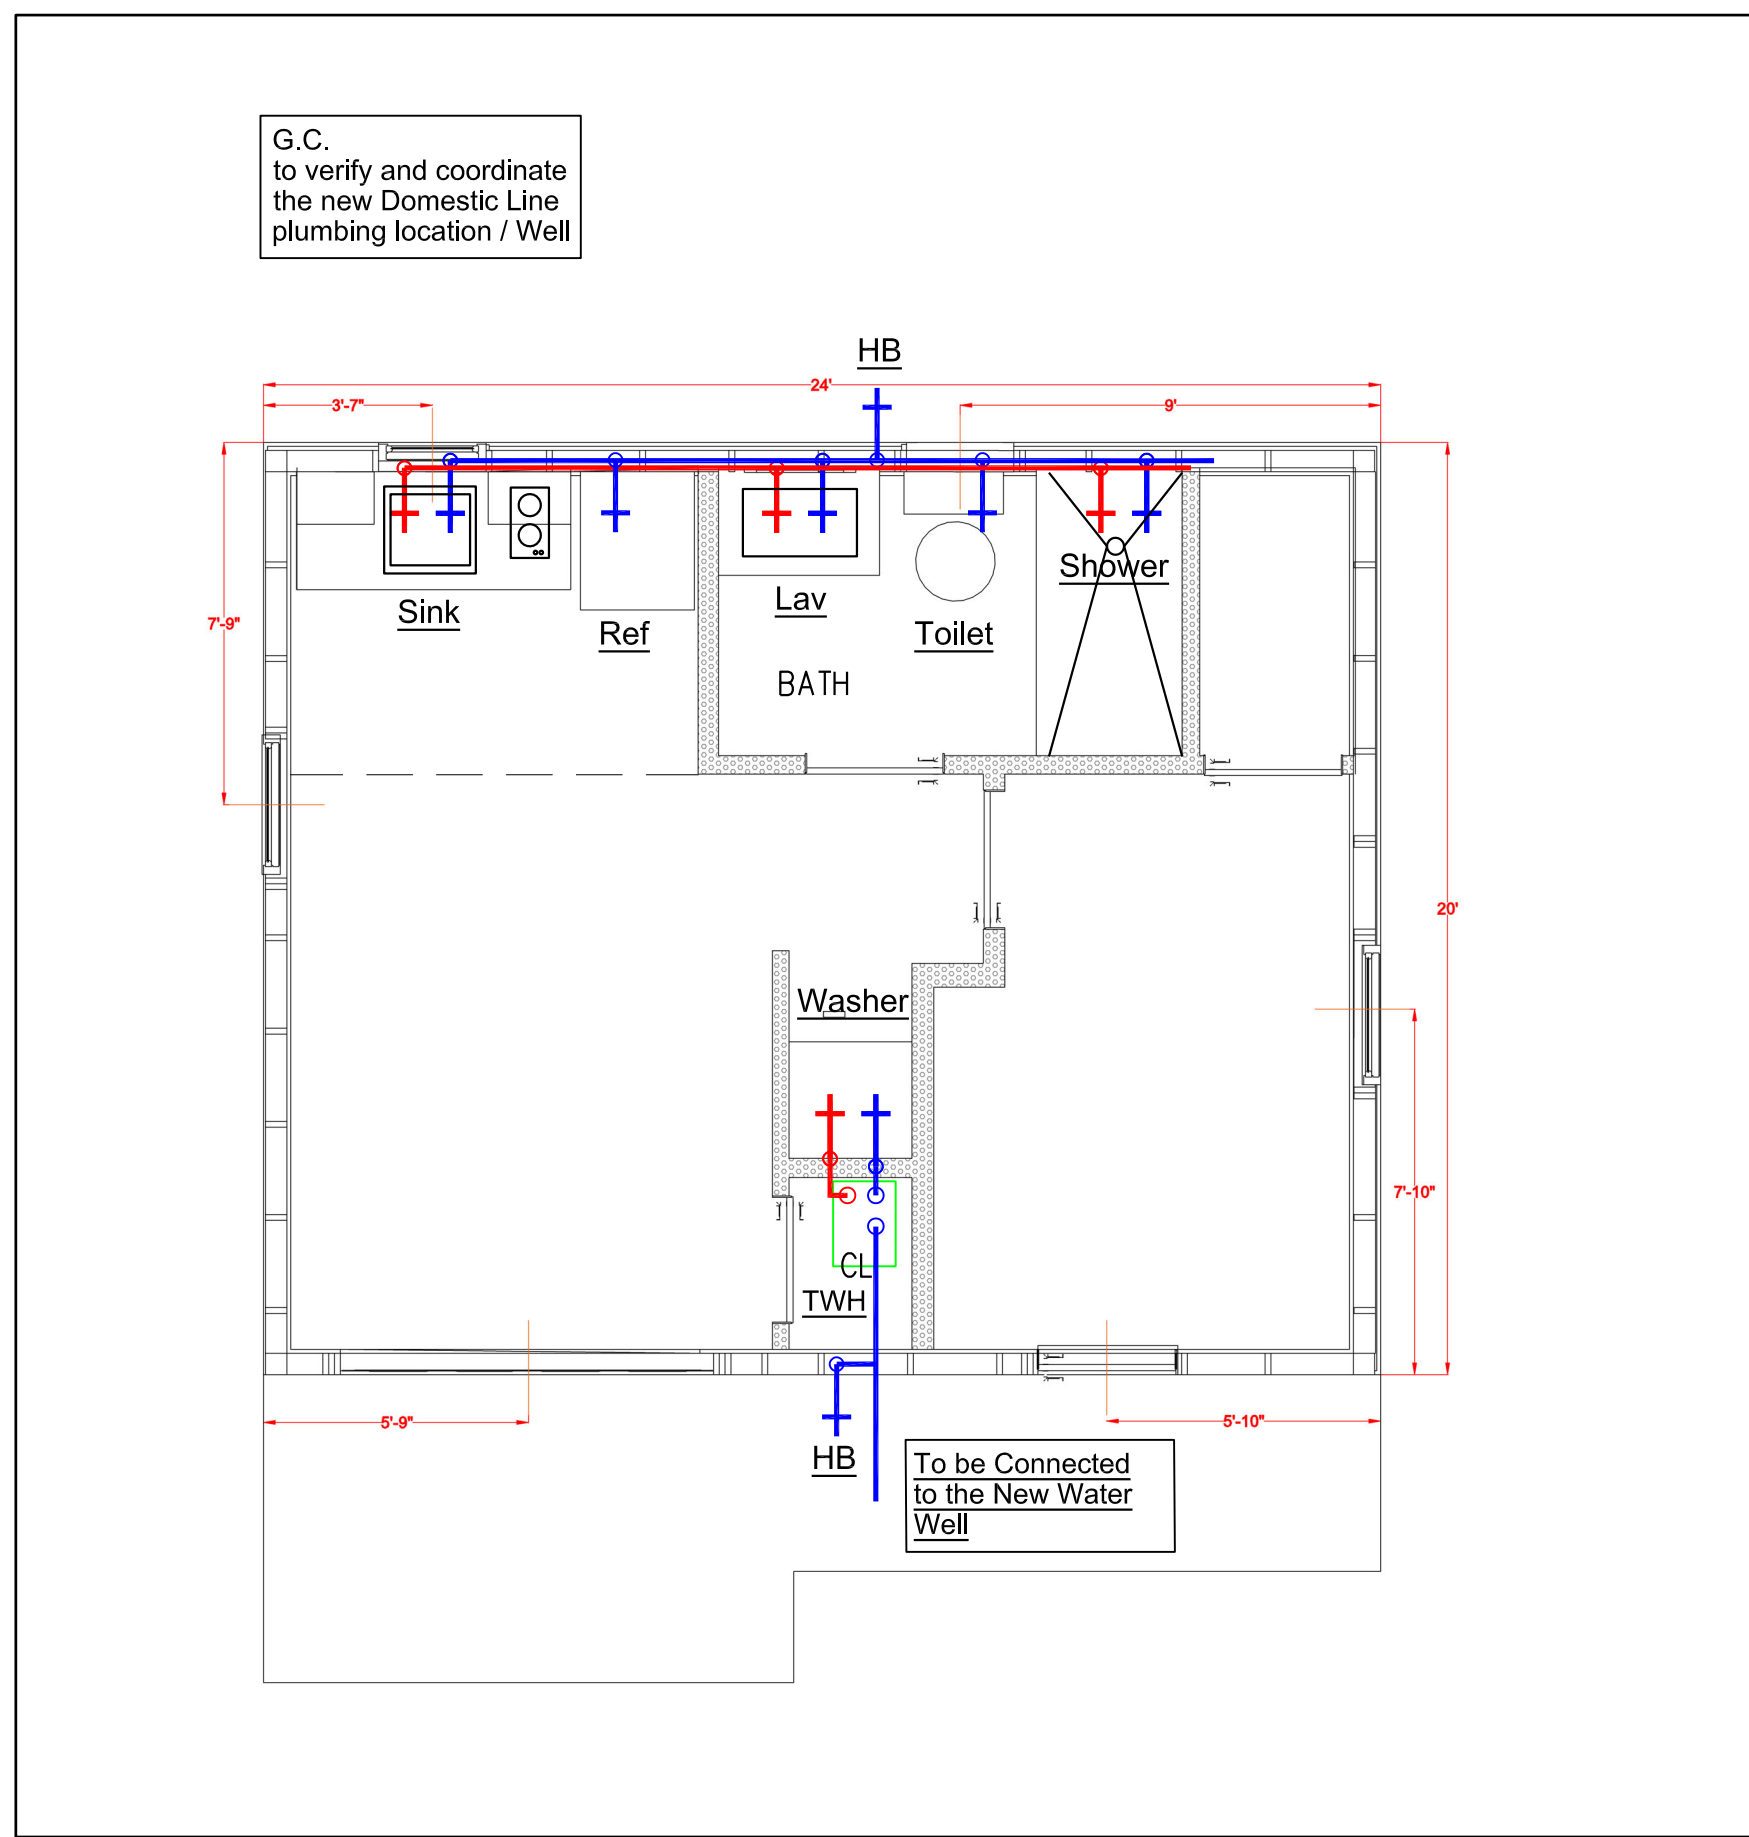 G.C.
to verify and coordinate
the new Domestic Line
plumbing location / Well
HB
24'
3'-7"
9'
Shower
Sink
Lav
7'-9"
Ref
Toilet
BATH
20'
Washer
7'-10"
CL
TWH
5'-9"
5'-10"
HB
To be Connected
to the New Water
Well